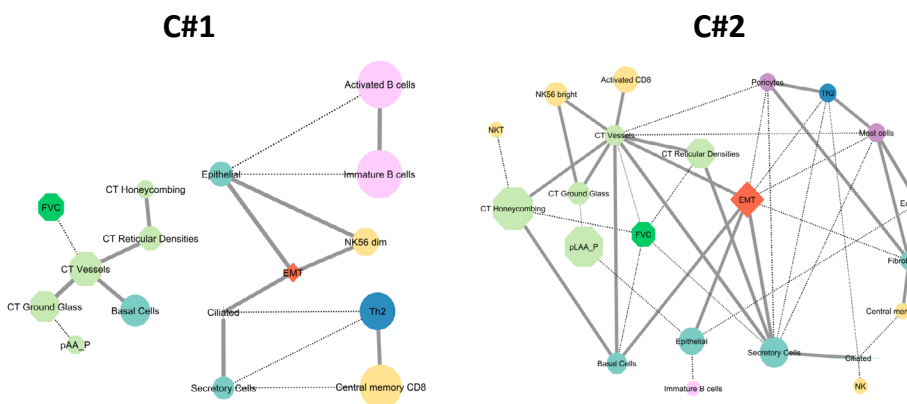 C#1
C#2
Activated B cells
Epithelial
Immature B cells
CT Honeycombing
FVC
CT Reticular Densities
NK56 dim
CT Vessels
EMT
CT Ground Glass
Basal Cells
Ciliated
Th2
pAA_P
Secretory Cells
Central memory CD8
Activated CD8
Pericytes
NK56 bright
Th2
NKT
CT Vessels
Mast cells
CT Reticular Densities
CT Ground Glass
EMT
CT Honeycombing
FVC
pLAA_P
Central
Epithelial
Secretory Cells
Ciliated
Basal Cells
Immature B cells
NK